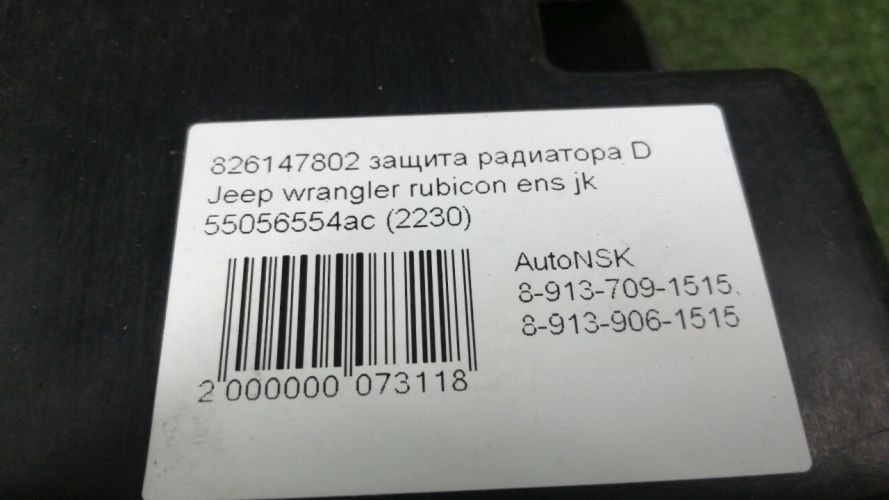 826147802 защита радиатора D
Jeep wrangler rubicon ens jk
55056554ac (2230)
AutoNSK
8-913-709-1515,
8-913-906-1515
2 000000 073118